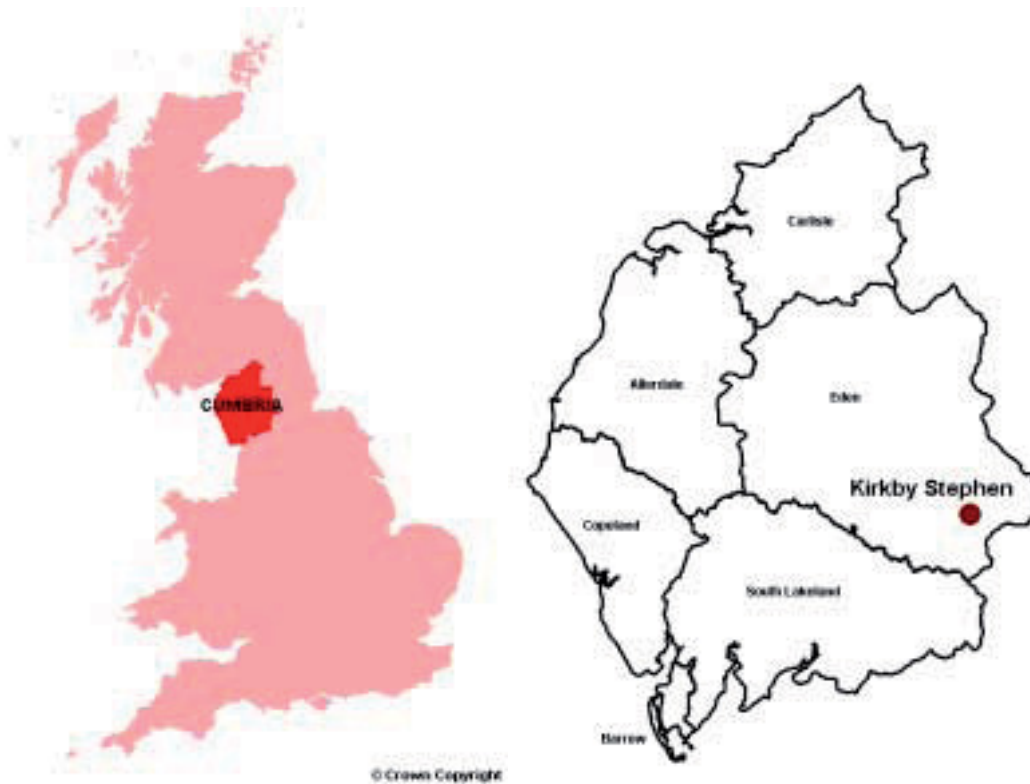 CUMBRIA
© Crown Copyright
Carlisle
Allerdale
Eden
Kirkby Stephen
Copeland
South Lakeland
Barrow